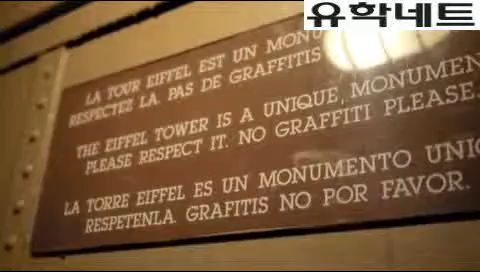 유학네트
LA TOUR EIFFEL EST UN
RESPECTEZ LA. PAS DE GRAFFITIS
THE EIFFEL TOWER IS A UNIQUE, MONUMEN
PLEASE RESPECT IT. NO GRAFFITI PLEASE.
LA TORRE EIFFEL ES UN MONUMENTO UNI
RESPETENLA. GRAFITIS NO POR FAVOR.